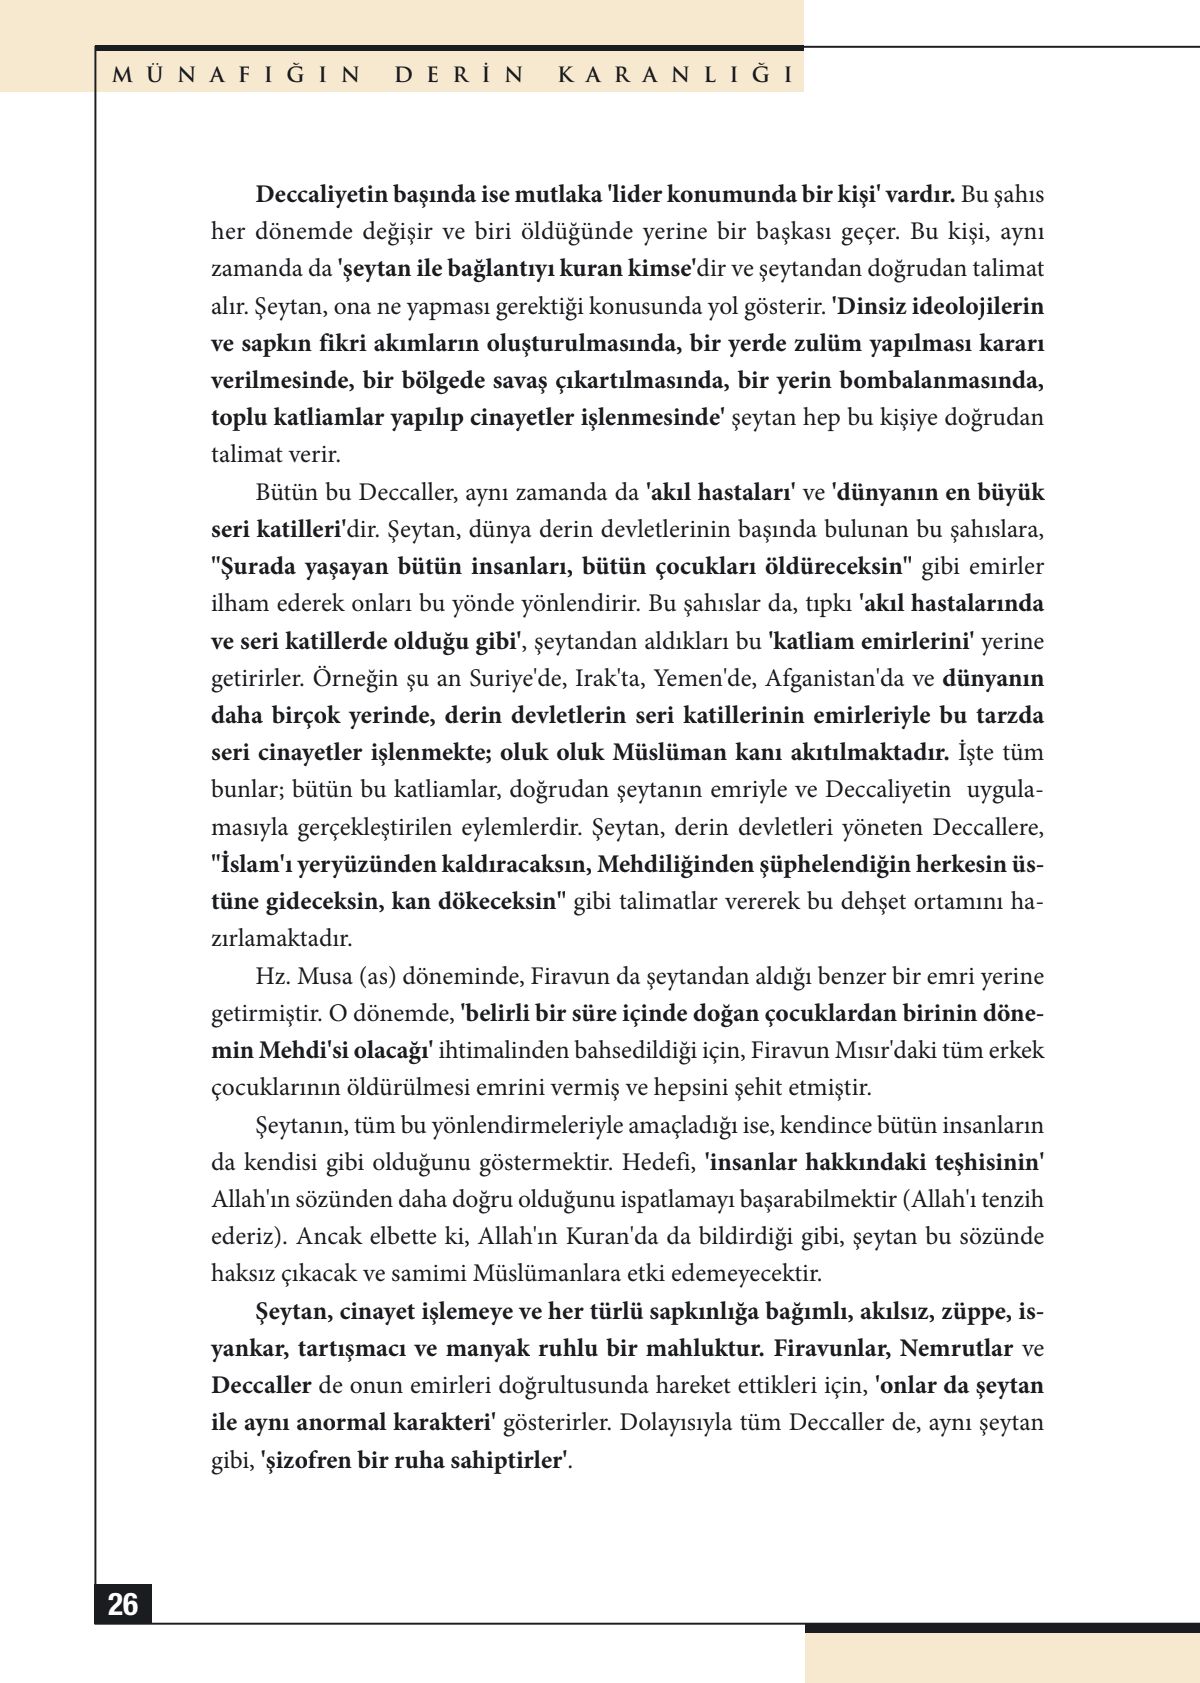 MÜNAFIĞIN DERİN KARANLIĞI
Deccaliyetin başında ise mutlaka 'lider konumunda bir kişi' vardır. Bu şahıs
her dönemde değişir ve biri öldüğünde yerine bir başkası geçer. Bu kişi, aynı
zamanda da 'şeytan ile bağlantıyı kuran kimse'dir ve şeytandan doğrudan talimat
alır. Şeytan, ona ne yapması gerektiği konusunda yol gösterir. 'Dinsiz ideolojilerin
ve sapkın fikri akımların oluşturulmasında, bir yerde zulüm yapılması kararı
verilmesinde, bir bölgede savaş çıkartılmasında, bir yerin bombalanmasında,
toplu katliamlar yapılıp cinayetler işlenmesinde' şeytan hep bu kişiye doğrudan
talimat verir.
Bütün bu Deccaller, aynı zamanda da 'akıl hastaları' ve 'dünyanın en büyük
seri katilleri'dir. Şeytan, dünya derin devletlerinin başında bulunan bu şahıslara,
"Şurada yaşayan bütün insanları, bütün çocukları öldüreceksin" gibi emirler
ilham ederek onları bu yönde yönlendirir. Bu şahıslar da, tıpkı 'akıl hastalarında
ve seri katillerde olduğu gibi', şeytandan aldıkları bu 'katliam emirlerini' yerine
getirirler. Örneğin şu an Suriye'de, Irak'ta, Yemen'de, Afganistan'da ve dünyanın
daha birçok yerinde, derin devletlerin seri katillerinin emirleriyle bu tarzda
seri cinayetler işlenmekte; oluk oluk Müslüman kanı akıtılmaktadır. İşte tüm
bunlar; bütün bu katliamlar, doğrudan şeytanın emriyle ve Deccaliyetin uygula-
masıyla gerçekleştirilen eylemlerdir. Şeytan, derin devletleri yöneten Deccallere,
"İslam'ı yeryüzünden kaldıracaksın, Mehdiliğinden şüphelendiğin herkesin üs-
tüne gideceksin, kan dökeceksin" gibi talimatlar vererek bu dehşet ortamını ha-
zırlamaktadır.
Hz. Musa (as) döneminde, Firavun da şeytandan aldığı benzer bir emri yerine
getirmiştir. O dönemde, 'belirli bir süre içinde doğan çocuklardan birinin döne-
min Mehdi'si olacağı' ihtimalinden bahsedildiği için, Firavun Mısır'daki tüm erkek
çocuklarının öldürülmesi emrini vermiş ve hepsini şehit etmiştir.
Şeytanın, tüm bu yönlendirmeleriyle amaçladığı ise, kendince bütün insanların
da kendisi gibi olduğunu göstermektir. Hedefi, 'insanlar hakkındaki teşhisinin'
Allah'ın sözünden daha doğru olduğunu ispatlamayı başarabilmektir (Allah'ı tenzih
ederiz). Ancak elbette ki, Allah'ın Kuran'da da bildirdiği gibi, şeytan bu sözünde
haksız çıkacak ve samimi Müslümanlara etki edemeyecektir.
Şeytan, cinayet işlemeye ve her türlü sapkınlığa bağımlı, akılsız, züppe, is-
yankar, tartışmacı ve manyak ruhlu bir mahluktur. Firavunlar, Nemrutlar ve
Deccaller de onun emirleri doğrultusunda hareket ettikleri için, 'onlar da şeytan
ile aynı anormal karakteri' gösterirler. Dolayısıyla tüm Deccaller de, aynı şeytan
gibi, 'şizofren bir ruha sahiptirler'.
26